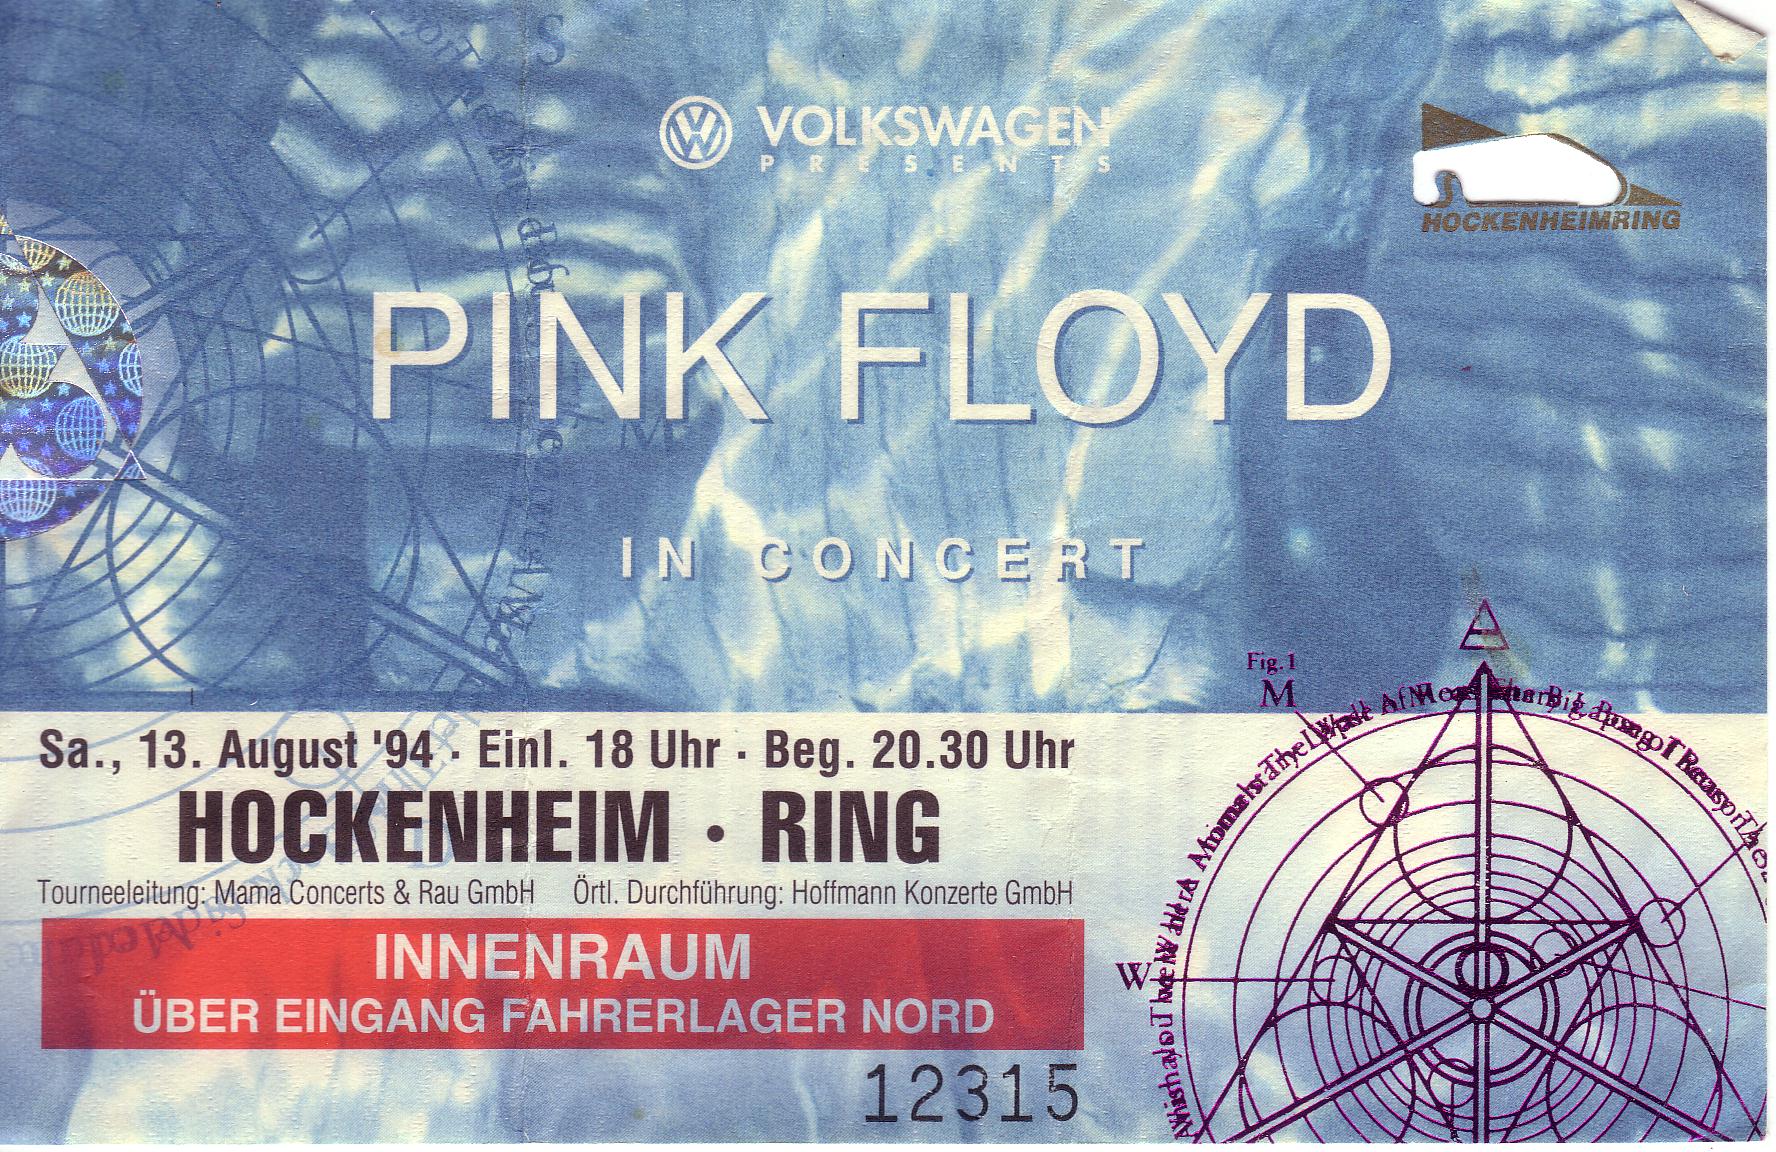 VOLKSWAGEN
PRESENTS
HOCKENHEIMRING
PINK FLOYD
IN CONCERT
Sa., 13. August '94 · Einl. 18 Uhr · Beg. 20.30 Uhr
HOCKENHEIM · RING
Tourneeleitung: Mama Concerts & Rau GmbH Örtl. Durchführung: Hoffmann Konzerte GmbH
INNENRAUM
ÜBER EINGANG FAHRERLAGER NORD
12315
Fig.1
M
W
S
M